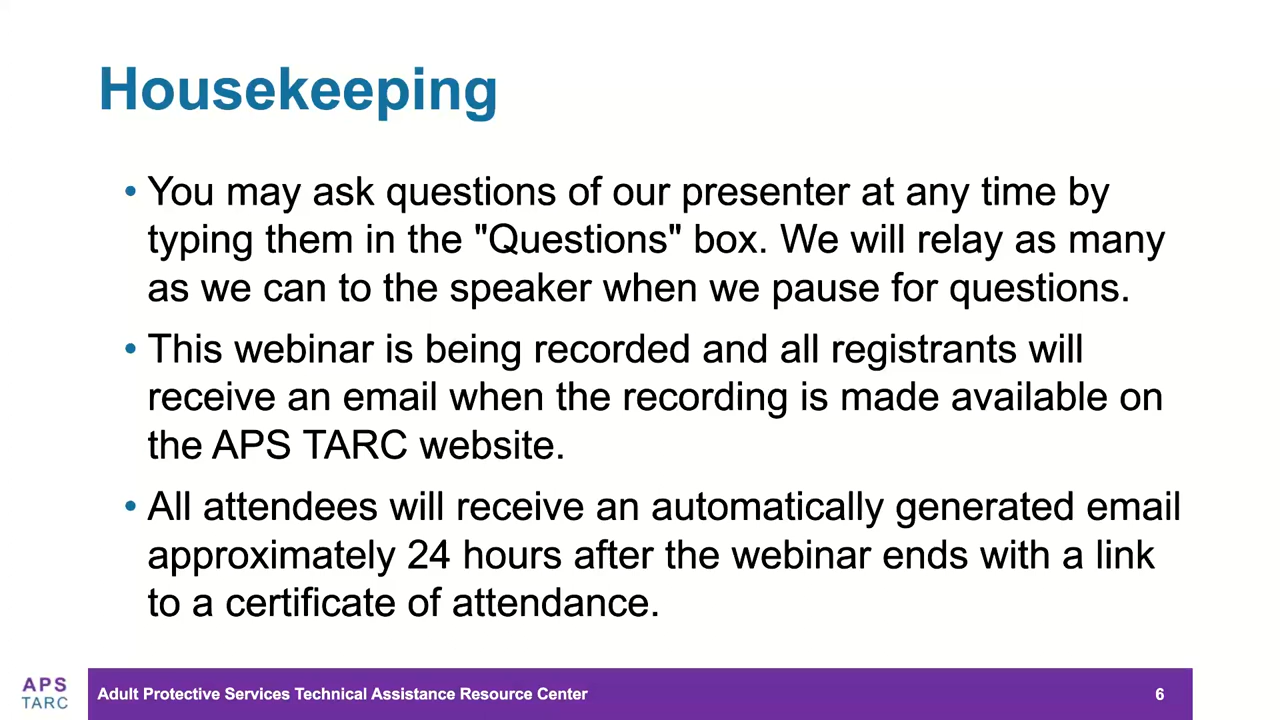 Housekeeping
• You may ask questions of our presenter at any time by
typing them in the "Questions" box. We will relay as many
as we can to the speaker when we pause for questions.
• This webinar is being recorded and all registrants will
receive an email when the recording is made available on
the APS TARC website.
• All attendees will receive an automatically generated email
approximately 24 hours after the webinar ends with a link
to a certificate of attendance.
APS
TARC
Adult Protective Services Technical Assistance Resource Center
6